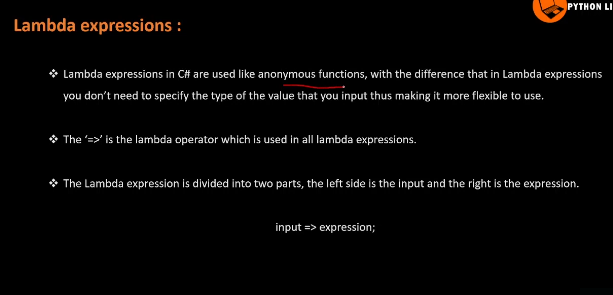 PYTHON LI
Lambda expressions :
❖ Lambda expressions in C# are used like anonymous functions, with the difference that in Lambda expressions
you don't need to specify the type of the value that you input thus making it more flexible to use.
❖ The '=>' is the lambda operator which is used in all lambda expressions.
❖ The Lambda expression is divided into two parts, the left side is the input and the right is the expression.
input => expression;